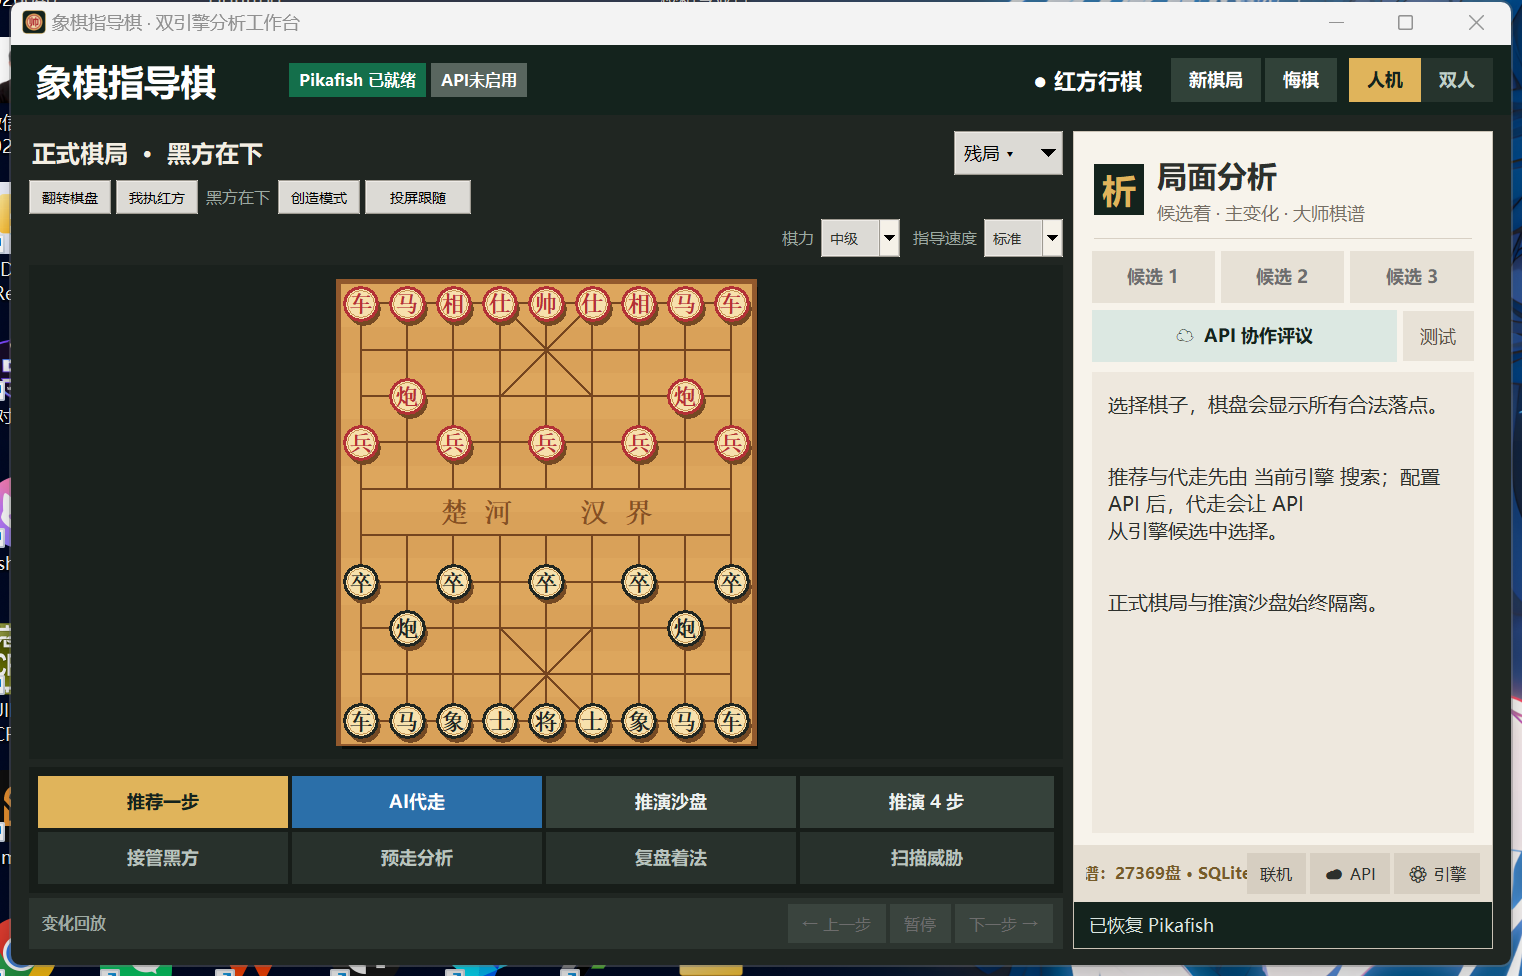 象棋指导棋 · 双引擎分析工作台
象棋指导棋
Pikafish 已就绪
API未启用
● 红方行棋
新棋局
悔棋
人机
双人
正式棋局 · 黑方在下
残局
翻转棋盘
我执红方
黑方在下
创造模式
投屏跟随
棋力
中级
指导速度
标准
车 马 相 仕 帅 仕 相 马 车
炮 炮
兵 兵 兵 兵 兵
楚 河 汉 界
卒 卒 卒 卒 卒
炮 炮
车 马 象 士 将 士 象 马 车
推荐一步
AI代走
推演沙盘
推演 4 步
接管黑方
预走分析
复盘着法
扫描威胁
变化回放
← 上一步
暂停
下一步 →
析
局面分析
候选着 · 主变化 · 大师棋谱
候选 1
候选 2
候选 3
API 协作评议
测试
选择棋子，棋盘会显示所有合法落点。
推荐与代走先由 当前引擎 搜索；配置
API 后，代走会让 API
从引擎候选中选择。
正式棋局与推演沙盘始终隔离。
谱：27369盘 • SQLite
联机
API
引擎
已恢复 Pikafish